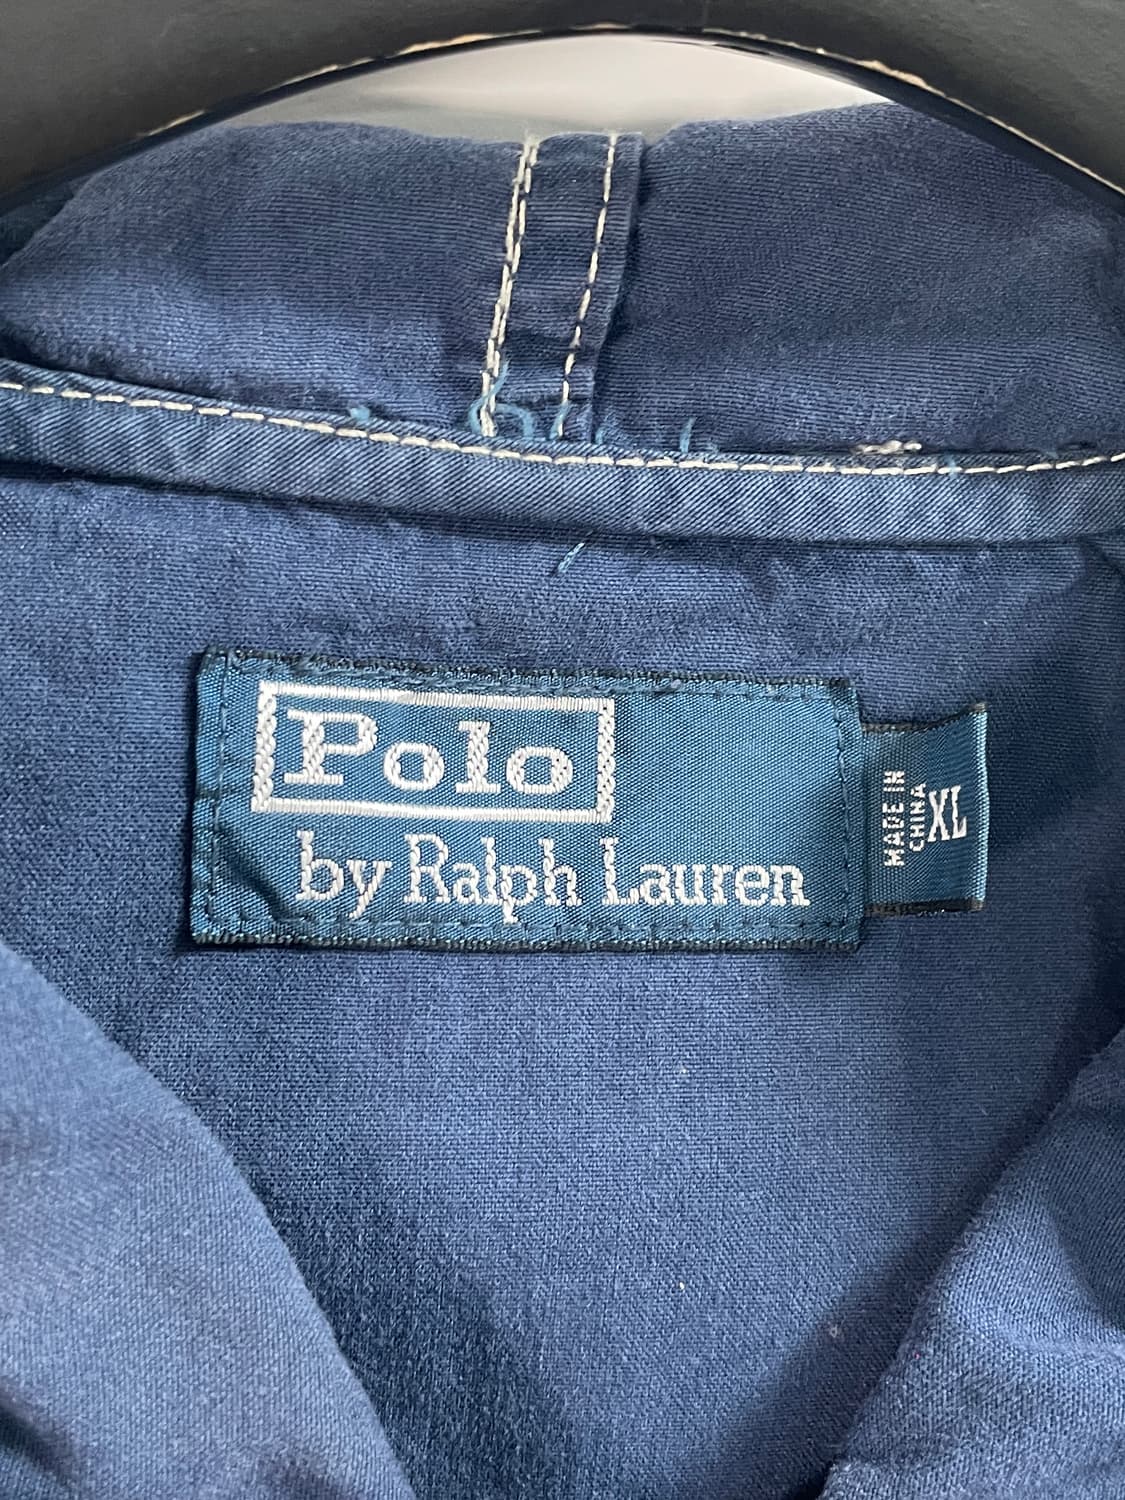 Polo
by Ralph Lauren
MADE IN
CHINA
XL